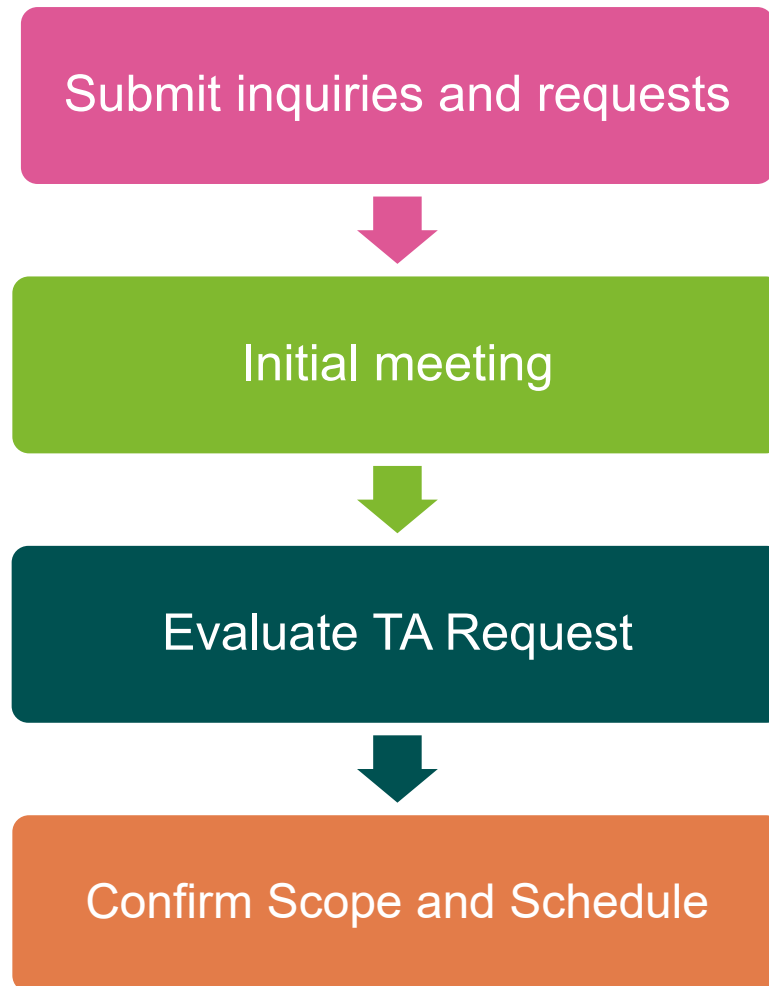 Submit inquiries and requests
Initial meeting
Evaluate TA Request
Confirm Scope and Schedule